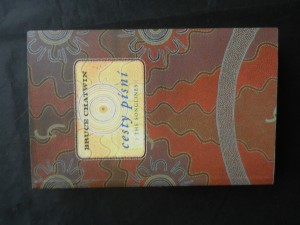 BRUCE CHATWIN
cesty písní
/ THE SONGLINES /